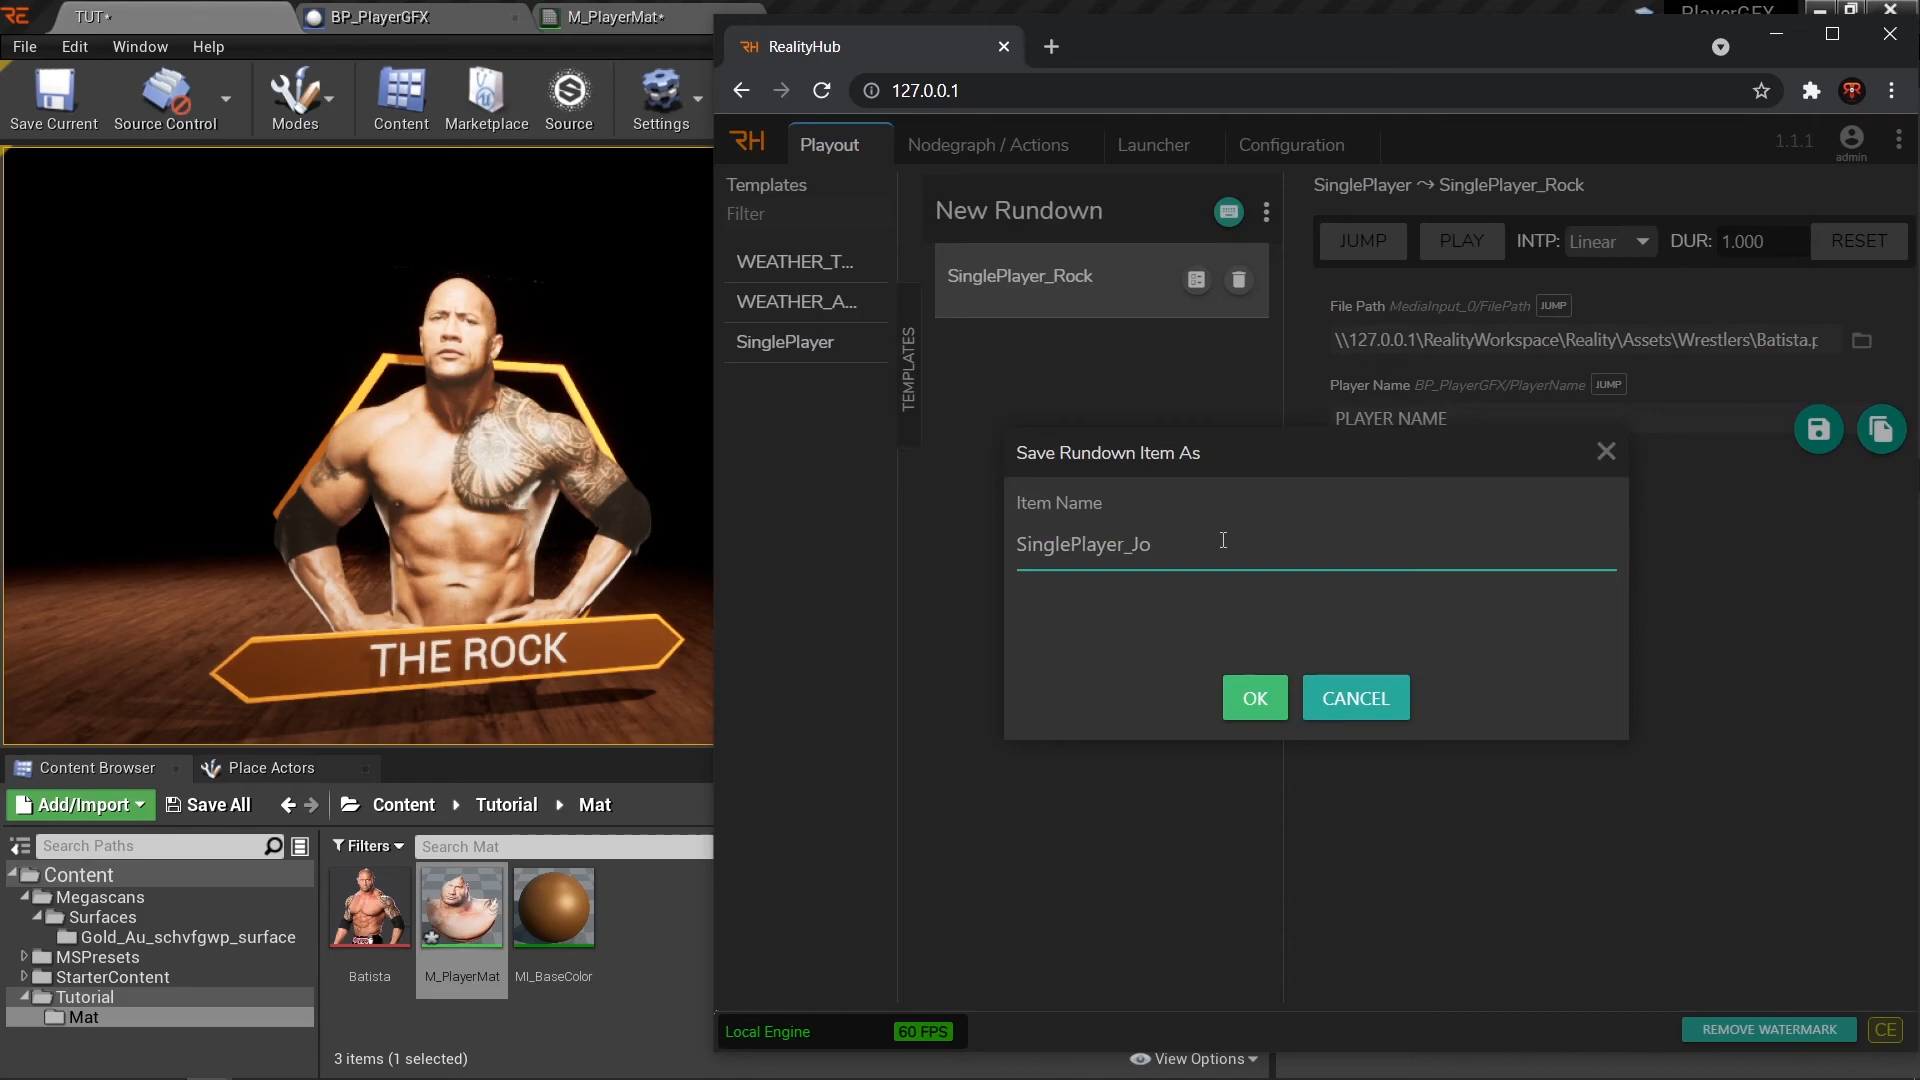 TUT*
BP_PlayerGFX
M_PlayerMat*
PlayerGFX
File Edit Window Help
Save Current
Source Control
Modes
Content
Marketplace
Source
Settings
THE ROCK
Content Browser
Place Actors
Add/Import
Save All
Content
Tutorial
Mat
Search Paths
Content
Megascans
Surfaces
Gold_Au_schvfgwp_surface
MSPresets
StarterContent
Tutorial
Mat
Filters
Search Mat
Batista
M_PlayerMat
MI_BaseColor
3 items (1 selected)
View Options
RH RealityHub
127.0.0.1
RH
Playout
Nodegraph / Actions
Launcher
Configuration
1.1.1
admin
Templates
Filter
WEATHER_T...
WEATHER_A...
SinglePlayer
TEMPLATES
New Rundown
SinglePlayer_Rock
SinglePlayer ⤳ SinglePlayer_Rock
JUMP PLAY INTP: Linear DUR: 1.000 RESET
File Path MediaInput_0/FilePath JUMP
\\127.0.0.1\RealityWorkspace\Reality\Assets\Wrestlers\Batista.p
Player Name BP_PlayerGFX/PlayerName JUMP
PLAYER NAME
Save Rundown Item As
Item Name
SinglePlayer_Jo
OK CANCEL
Local Engine 60 FPS
REMOVE WATERMARK
CE